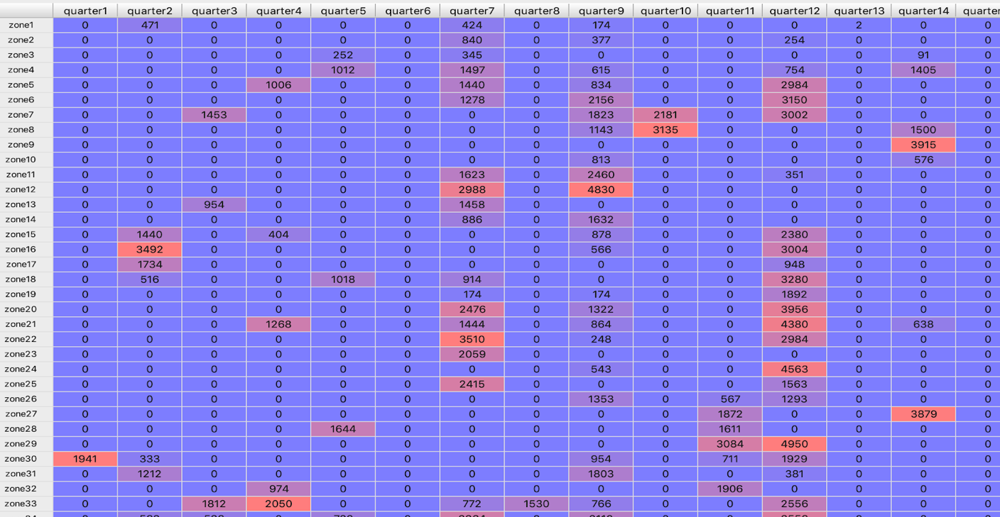 quarter1 quarter2 quarter3 quarter4 quarter5 quarter6 quarter7 quarter8 quarter9 quarter10 quarter11 quarter12 quarter13 quarter14 quarter
zone1 0 471 0 0 0 0 424 0 174 0 0 0 2 0 0
zone2 0 0 0 0 0 0 840 0 377 0 0 254 0 0 0
zone3 0 0 0 0 252 0 345 0 0 0 0 0 0 91 0
zone4 0 0 0 0 1012 0 1497 0 615 0 0 754 0 1405 0
zone5 0 0 0 1006 0 0 1440 0 834 0 0 2984 0 0 0
zone6 0 0 0 0 0 0 1278 0 2156 0 0 3150 0 0 0
zone7 0 0 1453 0 0 0 0 0 1823 2181 0 3002 0 0 0
zone8 0 0 0 0 0 0 0 0 1143 3135 0 0 0 1500 0
zone9 0 0 0 0 0 0 0 0 0 0 0 0 0 3915 0
zone10 0 0 0 0 0 0 0 0 813 0 0 0 0 576 0
zone11 0 0 0 0 0 0 1623 0 2460 0 0 351 0 0 0
zone12 0 0 0 0 0 0 2988 0 4830 0 0 0 0 0 0
zone13 0 0 954 0 0 0 1458 0 0 0 0 0 0 0 0
zone14 0 0 0 0 0 0 886 0 1632 0 0 0 0 0 0
zone15 0 1440 0 404 0 0 0 0 878 0 0 2380 0 0 0
zone16 0 3492 0 0 0 0 0 0 566 0 0 3004 0 0 0
zone17 0 1734 0 0 0 0 0 0 0 0 0 948 0 0 0
zone18 0 516 0 0 1018 0 914 0 0 0 0 3280 0 0 0
zone19 0 0 0 0 0 0 174 0 174 0 0 1892 0 0 0
zone20 0 0 0 0 0 0 2476 0 1322 0 0 3956 0 0 0
zone21 0 0 0 1268 0 0 1444 0 864 0 0 4380 0 638 0
zone22 0 0 0 0 0 0 3510 0 248 0 0 2984 0 0 0
zone23 0 0 0 0 0 0 2059 0 0 0 0 0 0 0 0
zone24 0 0 0 0 0 0 0 0 543 0 0 4563 0 0 0
zone25 0 0 0 0 0 0 2415 0 0 0 0 1563 0 0 0
zone26 0 0 0 0 0 0 0 0 1353 0 567 1293 0 0 0
zone27 0 0 0 0 0 0 0 0 0 0 1872 0 0 3879 0
zone28 0 0 0 0 1644 0 0 0 0 0 1611 0 0 0 0
zone29 0 0 0 0 0 0 0 0 0 0 3084 4950 0 0 0
zone30 1941 333 0 0 0 0 0 0 954 0 711 1929 0 0 0
zone31 0 1212 0 0 0 0 0 0 1803 0 0 381 0 0 0
zone32 0 0 0 974 0 0 0 0 0 0 1906 0 0 0 0
zone33 0 0 1812 2050 0 0 772 1530 766 0 0 2556 0 0 0